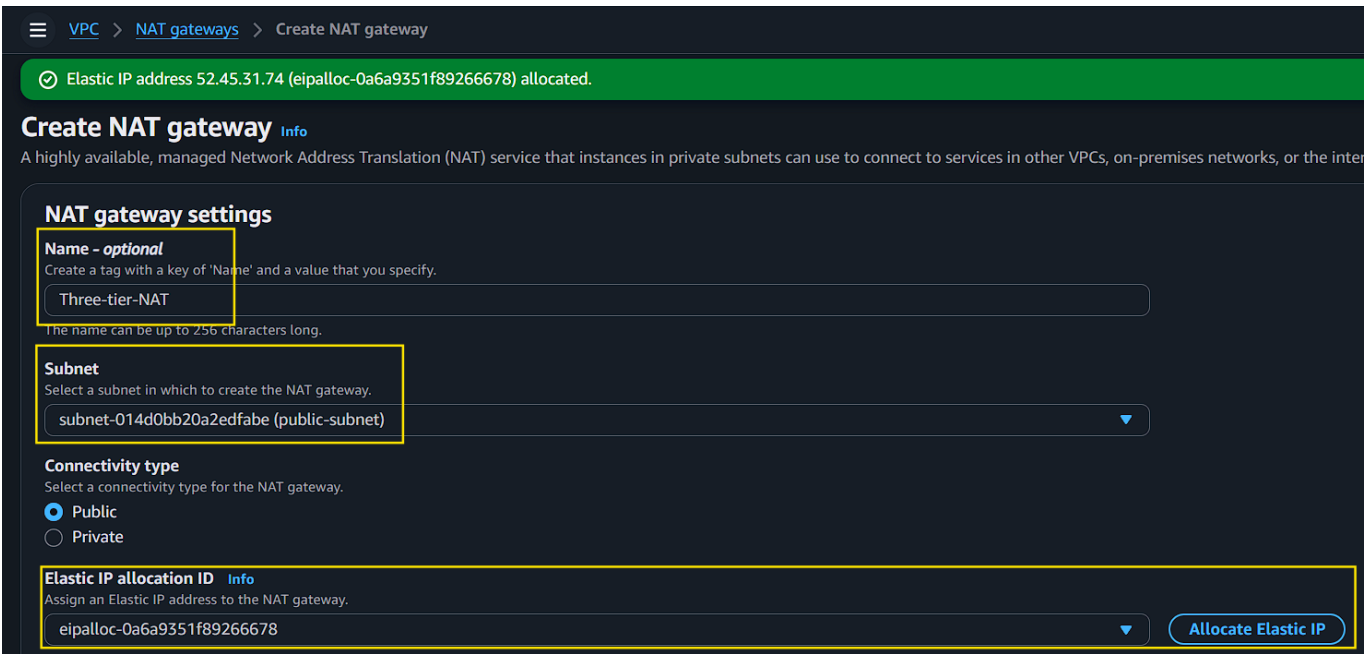 VPC > NAT gateways > Create NAT gateway
Elastic IP address 52.45.31.74 (eipalloc-0a6a9351f89266678) allocated.
Create NAT gateway Info
A highly available, managed Network Address Translation (NAT) service that instances in private subnets can use to connect to services in other VPCs, on-premises networks, or the inter
NAT gateway settings
Name - optional
Create a tag with a key of 'Name' and a value that you specify.
Three-tier-NAT
The name can be up to 256 characters long.
Subnet
Select a subnet in which to create the NAT gateway.
subnet-014d0bb20a2edfabe (public-subnet)
Connectivity type
Select a connectivity type for the NAT gateway.
Public
Private
Elastic IP allocation ID Info
Assign an Elastic IP address to the NAT gateway.
eipalloc-0a6a9351f89266678 Allocate Elastic IP